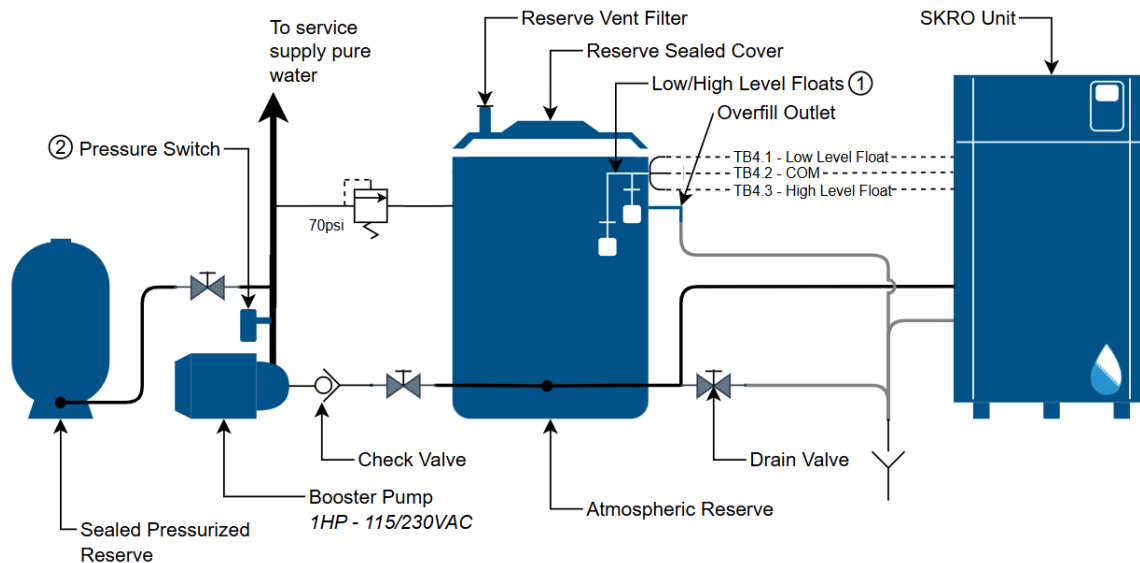 To service
supply pure
water
Reserve Vent Filter
SKRO Unit
Reserve Sealed Cover
Low/High Level Floats 1
Overfill Outlet
2 Pressure Switch
TB4.1 - Low Level Float
TB4.2 - COM
TB4.3 - High Level Float
70psi
Check Valve
Drain Valve
Booster Pump
1HP - 115/230VAC
Atmospheric Reserve
Sealed Pressurized
Reserve